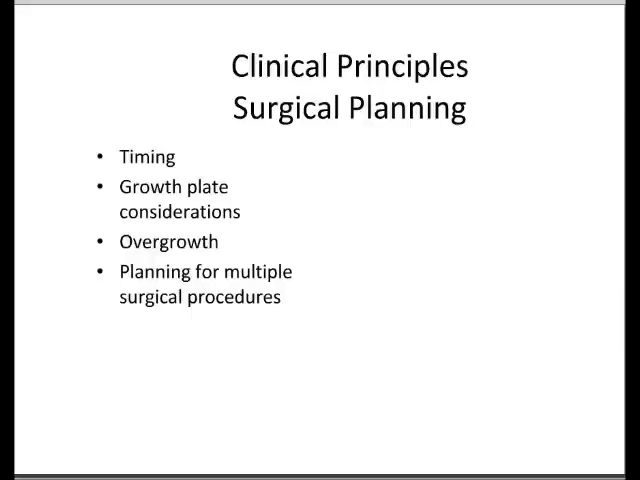 Clinical Principles
Surgical Planning
• Timing
• Growth plate
considerations
• Overgrowth
• Planning for multiple
surgical procedures